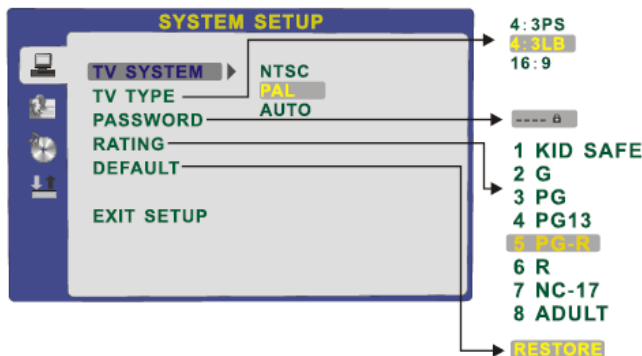 SYSTEM SETUP
TV SYSTEM
TV TYPE
PASSWORD
RATING
DEFAULT
EXIT SETUP
NTSC
PAL
AUTO
4:3PS
4:3LB
16:9
----
1 KID SAFE
2 G
3 PG
4 PG13
5 PG-R
6 R
7 NC-17
8 ADULT
RESTORE